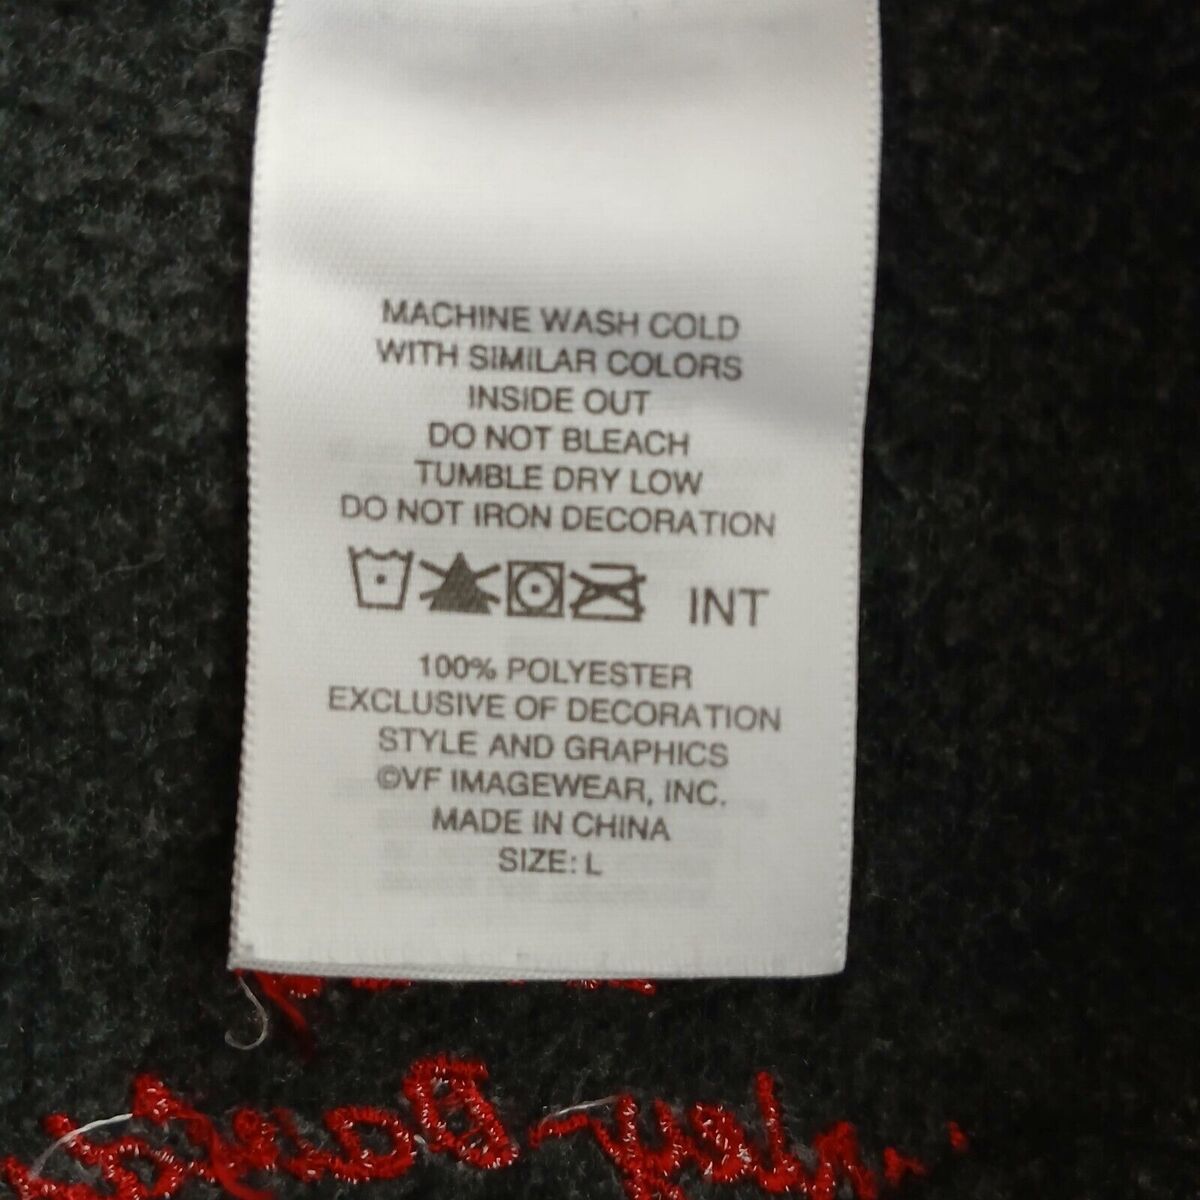 MACHINE WASH COLD
WITH SIMILAR COLORS
INSIDE OUT
DO NOT BLEACH
TUMBLE DRY LOW
DO NOT IRON DECORATION
INT
100% POLYESTER
EXCLUSIVE OF DECORATION
STYLE AND GRAPHICS
©VF IMAGEWEAR, INC.
MADE IN CHINA
SIZE: L